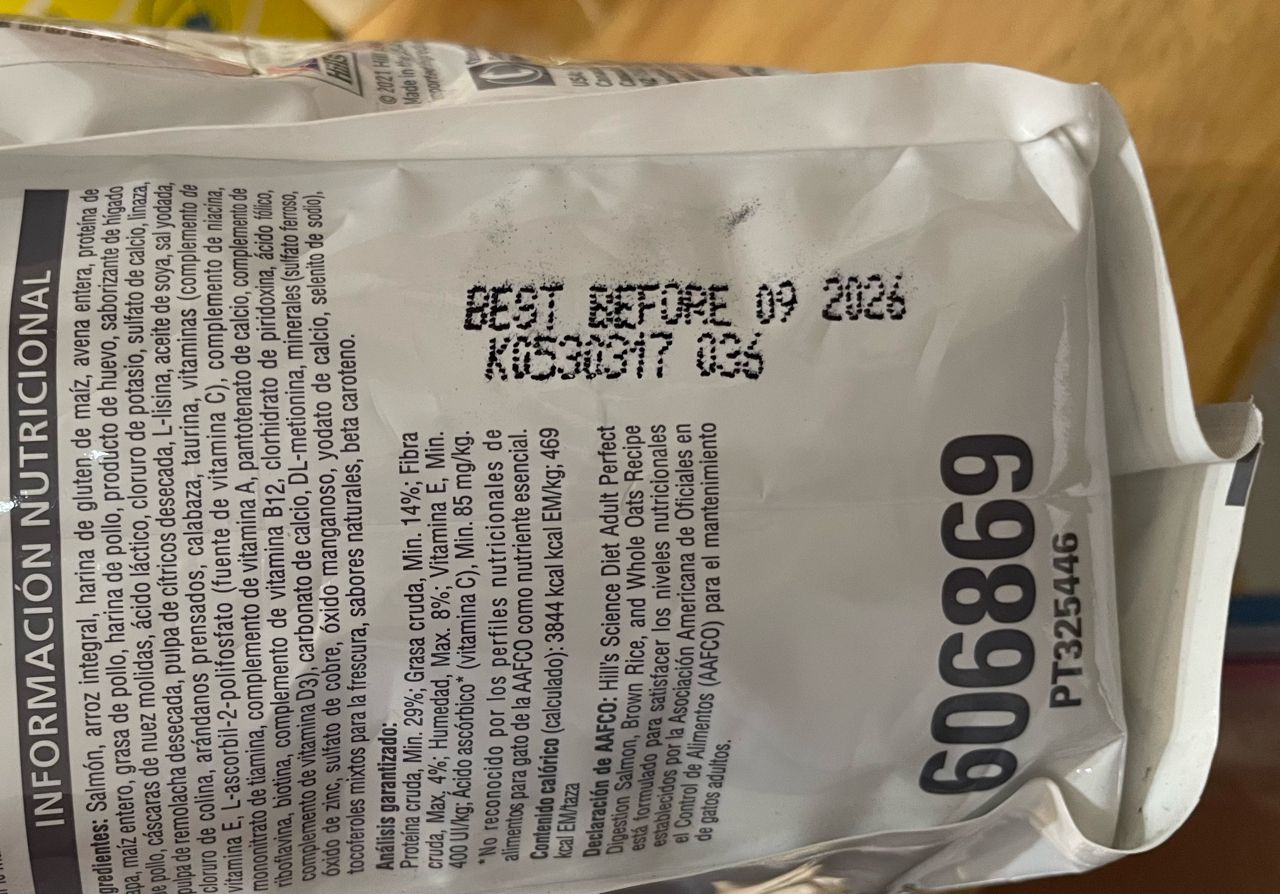 Hill's
© 2021 Hill
Made in
USA
INFORMACIÓN NUTRICIONAL
gredientes: Salmón, arroz integral, harina de gluten de maíz, avena entera, proteína de
apa, maíz entero, grasa de pollo, harina de pollo, producto de huevo, saborizante de hígado
e pollo, cáscaras de nuez molidas, ácido láctico, cloruro de potasio, sulfato de calcio, linaza,
pulpa de remolacha desecada, pulpa de cítricos desecada, L-lisina, aceite de soya, sal yodada,
cloruro de colina, arándanos prensados, calabaza, taurina, vitaminas (complemento de
vitamina E, L-ascorbil-2-polifosfato (fuente de vitamina C), complemento de niacina,
mononitrato de tiamina, complemento de vitamina A, pantotenato de calcio, complemento de
riboflavina, biotina, complemento de vitamina B12, clorhidrato de piridoxina, ácido fólico,
complemento de vitamina D3), carbonato de calcio, DL-metionina, minerales (sulfato ferroso,
óxido de zinc, sulfato de cobre, óxido manganoso, yodato de calcio, selenito de sodio),
tocoferoles mixtos para la frescura, sabores naturales, beta caroteno.
Análisis garantizado:
Proteína cruda, Min. 29%; Grasa cruda, Min. 14%; Fibra
cruda, Max. 4%; Humedad, Max. 8%; Vitamina E, Min.
400 UI/kg; Ácido ascórbico* (vitamina C), Min. 85 mg/kg.
*No reconocido por los perfiles nutricionales de
alimentos para gato de la AAFCO como nutriente esencial.
Contenido calórico (calculado): 3844 kcal EM/kg; 469
kcal EM/taza
Declaración de AAFCO: Hill's Science Diet Adult Perfect
Digestion Salmon, Brown Rice, and Whole Oats Recipe
está formulado para satisfacer los niveles nutricionales
establecidos por la Asociación Americana de Oficiales en
el Control de Alimentos (AAFCO) para el mantenimiento
de gatos adultos.
BEST BEFORE 09 2026
K0530317 036
606869
PT325446